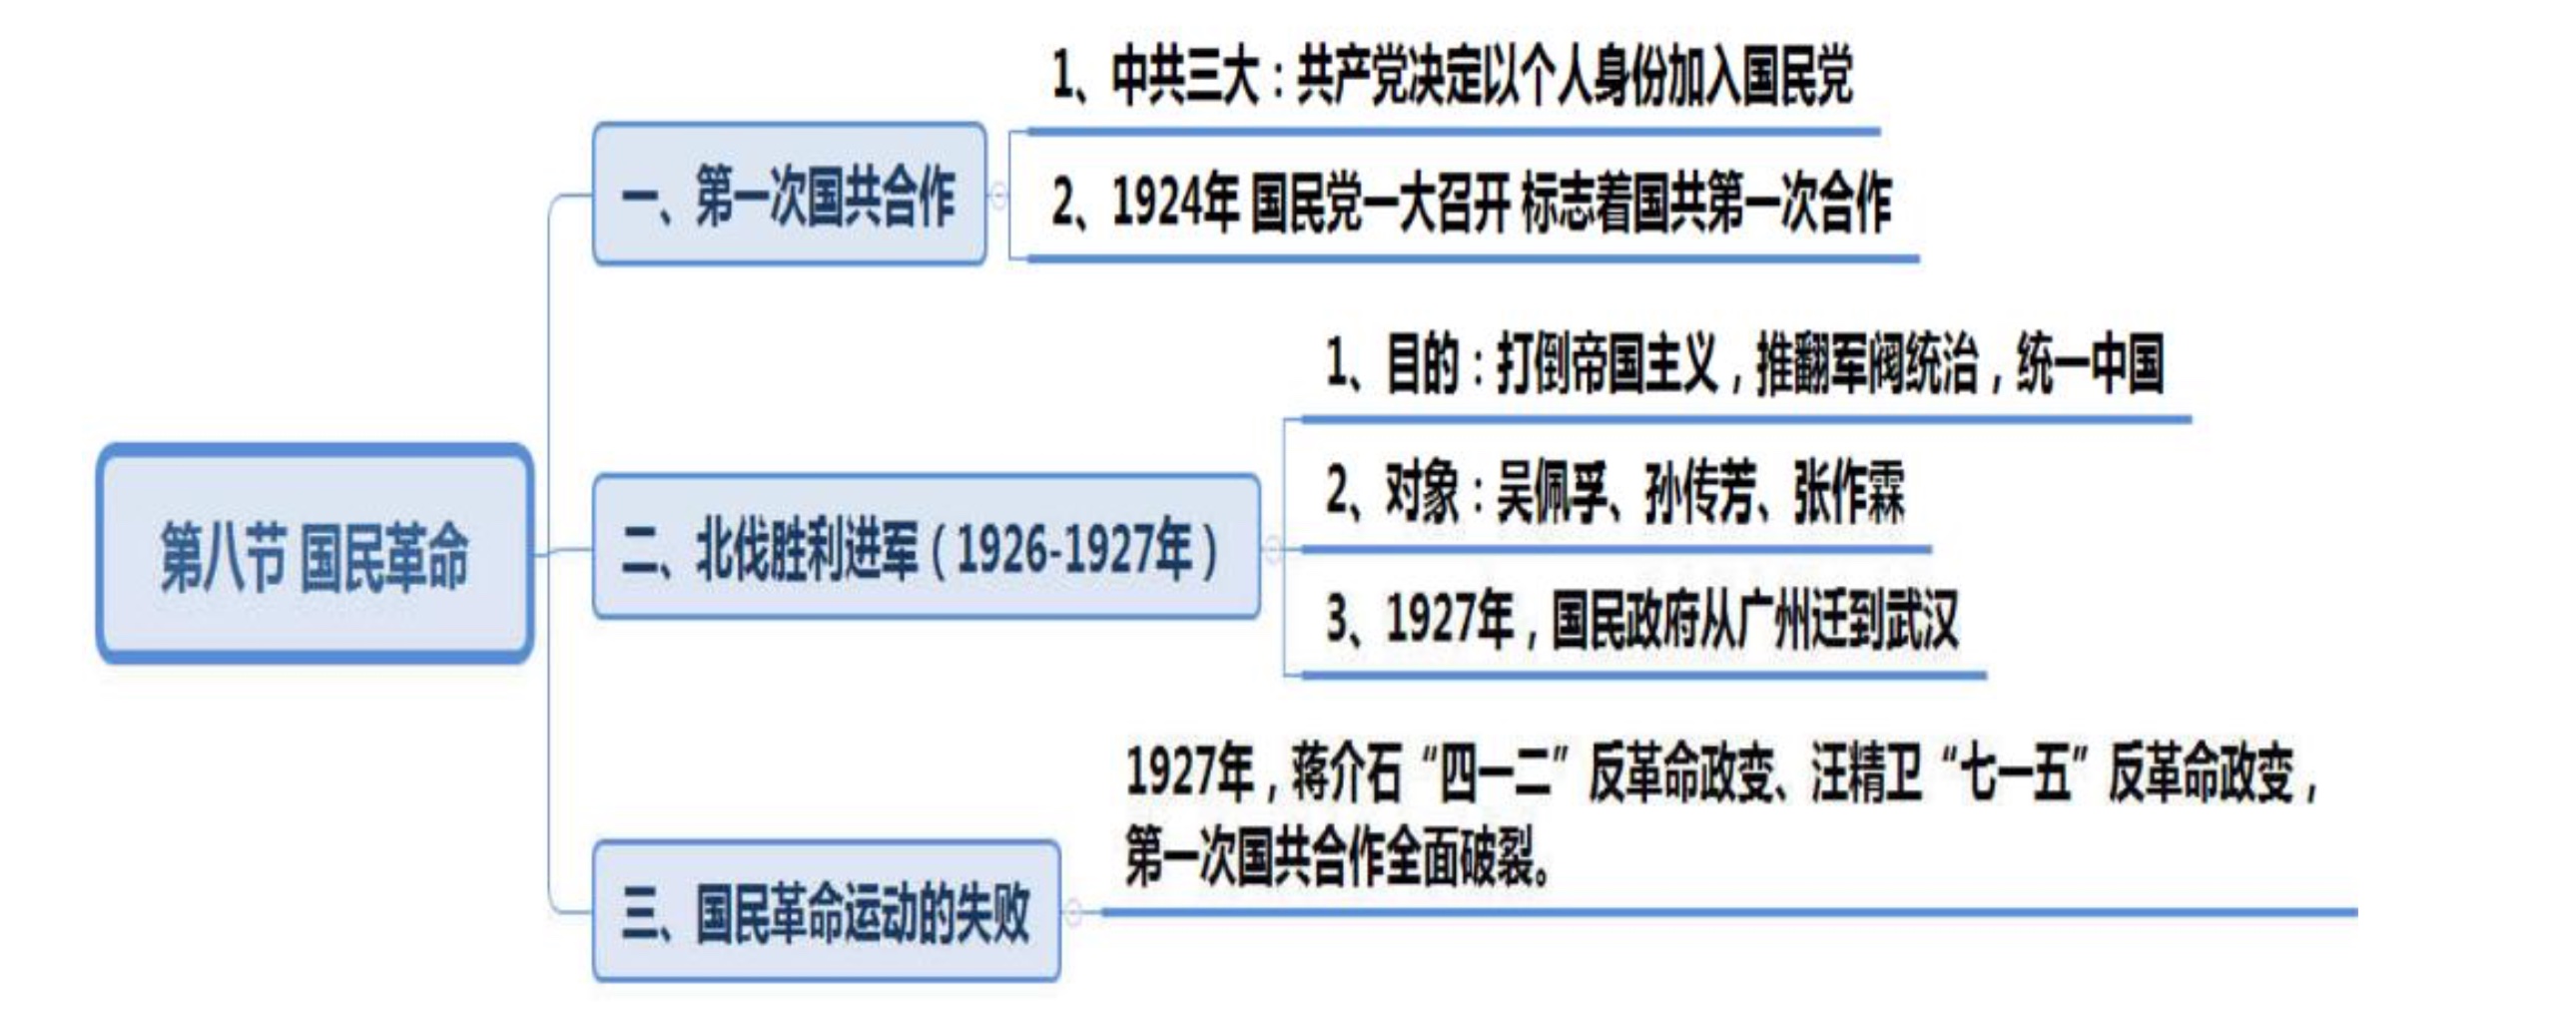 第八节 国民革命
一、第一次国共合作
1、中共三大：共产党决定以个人身份加入国民党
2、1924年 国民党一大召开 标志着国共第一次合作
二、北伐胜利进军（1926-1927年）
1、目的：打倒帝国主义，推翻军阀统治，统一中国
2、对象：吴佩孚、孙传芳、张作霖
3、1927年，国民政府从广州迁到武汉
三、国民革命运动的失败
1927年，蒋介石“四一二”反革命政变、汪精卫“七一五”反革命政变，
第一次国共合作全面破裂。